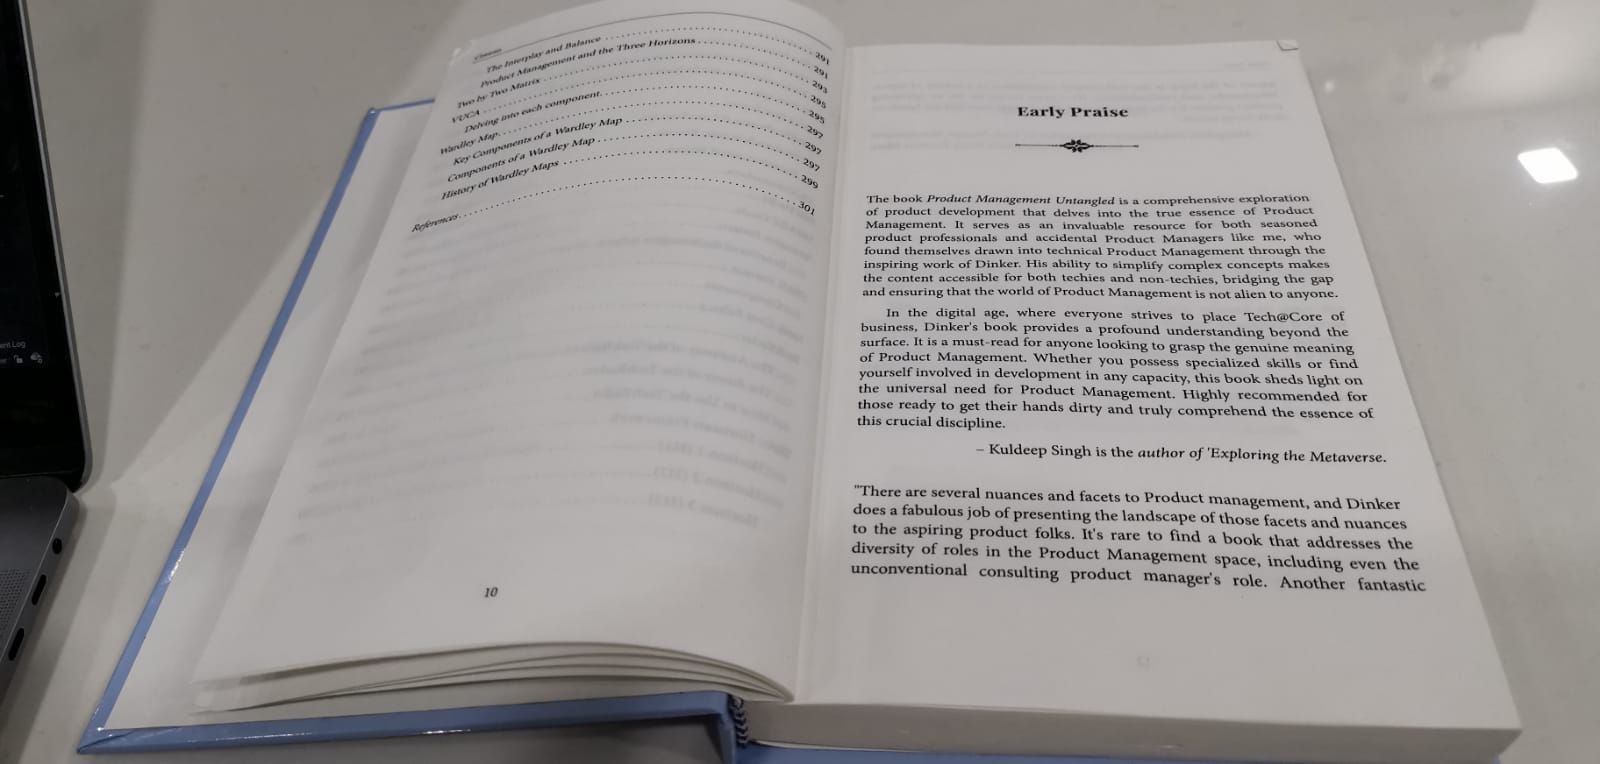 Contents
The Interplay and Balance 291
Product Management and the Three Horizons 291
Two by Two Matrix 293
VUCA 295
Delving into each component. 295
Wardley Map. 297
Key Components of a Wardley Map 297
Components of a Wardley Map 297
History of Wardley Maps 299
References 301
10
Early Praise
The book Product Management Untangled is a comprehensive exploration
of product development that delves into the true essence of Product
Management. It serves as an invaluable resource for both seasoned
product professionals and accidental Product Managers like me, who
found themselves drawn into technical Product Management through the
inspiring work of Dinker. His ability to simplify complex concepts makes
the content accessible for both techies and non-techies, bridging the gap
and ensuring that the world of Product Management is not alien to anyone.
In the digital age, where everyone strives to place Tech@Core of
business, Dinker's book provides a profound understanding beyond the
surface. It is a must-read for anyone looking to grasp the genuine meaning
of Product Management. Whether you possess specialized skills or find
yourself involved in development in any capacity, this book sheds light on
the universal need for Product Management. Highly recommended for
those ready to get their hands dirty and truly comprehend the essence of
this crucial discipline.
– Kuldeep Singh is the author of 'Exploring the Metaverse.
"There are several nuances and facets to Product management, and Dinker
does a fabulous job of presenting the landscape of those facets and nuances
to the aspiring product folks. It's rare to find a book that addresses the
diversity of roles in the Product Management space, including even the
unconventional consulting product manager's role. Another fantastic